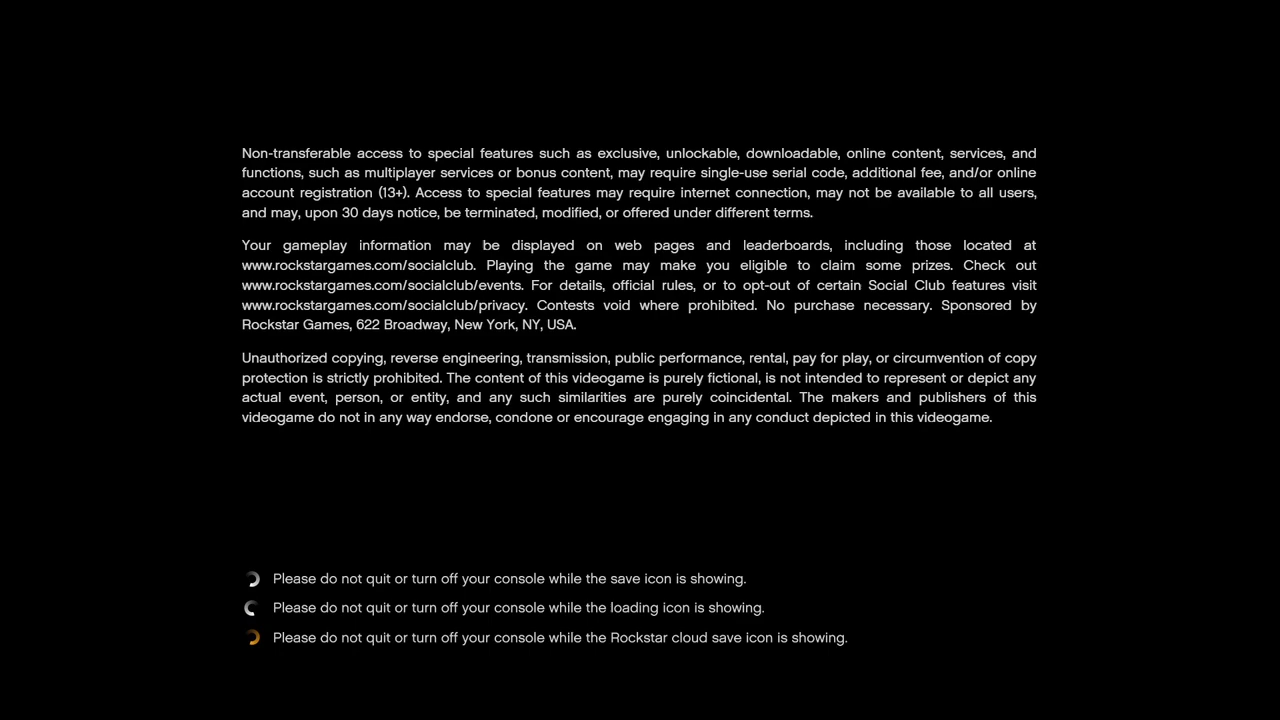 Non-transferable access to special features such as exclusive, unlockable, downloadable, online content, services, and
functions, such as multiplayer services or bonus content, may require single-use serial code, additional fee, and/or online
account registration (13+). Access to special features may require internet connection, may not be available to all users,
and may, upon 30 days notice, be terminated, modified, or offered under different terms.
Your gameplay information may be displayed on web pages and leaderboards, including those located at
www.rockstargames.com/socialclub. Playing the game may make you eligible to claim some prizes. Check out
www.rockstargames.com/socialclub/events. For details, official rules, or to opt-out of certain Social Club features visit
www.rockstargames.com/socialclub/privacy. Contests void where prohibited. No purchase necessary. Sponsored by
Rockstar Games, 622 Broadway, New York, NY, USA.
Unauthorized copying, reverse engineering, transmission, public performance, rental, pay for play, or circumvention of copy
protection is strictly prohibited. The content of this videogame is purely fictional, is not intended to represent or depict any
actual event, person, or entity, and any such similarities are purely coincidental. The makers and publishers of this
videogame do not in any way endorse, condone or encourage engaging in any conduct depicted in this videogame.
Please do not quit or turn off your console while the save icon is showing.
Please do not quit or turn off your console while the loading icon is showing.
Please do not quit or turn off your console while the Rockstar cloud save icon is showing.